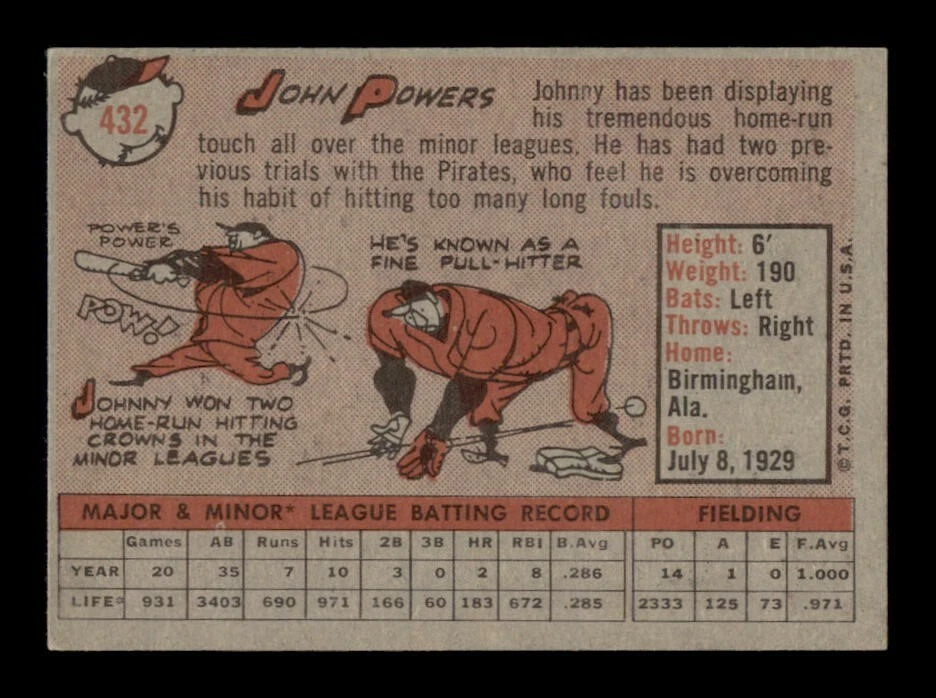 432
JOHN POWERS
Johnny has been displaying
his tremendous home-run
touch all over the minor leagues. He has had two pre-
vious trials with the Pirates, who feel he is overcoming
his habit of hitting too many long fouls.
POWER'S
POWER
POW!
JOHNNY WON TWO
HOME-RUN HITTING
CROWNS IN THE
MINOR LEAGUES
HE'S KNOWN AS A
FINE PULL-HITTER
Height: 6'
Weight: 190
Bats: Left
Throws: Right
Home:
Birmingham,
Ala.
Born:
July 8, 1929
©T.C.G. PRTD. IN U.S.A.
MAJOR & MINOR* LEAGUE BATTING RECORD FIELDING
Games AB Runs Hits 2B 3B HR RBI B.Avg PO A E F.Avg
YEAR 20 35 7 10 3 0 2 8 .286 14 1 0 1.000
LIFE* 931 3403 690 971 166 60 183 672 .285 2333 125 73 .971